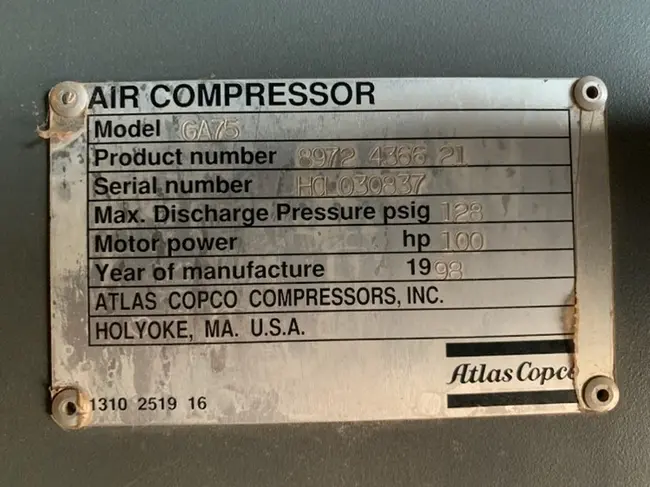 AIR COMPRESSOR
Model GA75
Product number 8972 4366 21
Serial number HOL030837
Max. Discharge Pressure psig 128
Motor power hp 100
Year of manufacture 1998
ATLAS COPCO COMPRESSORS, INC.
HOLYOKE, MA. U.S.A.
Atlas Copco
1310 2519 16